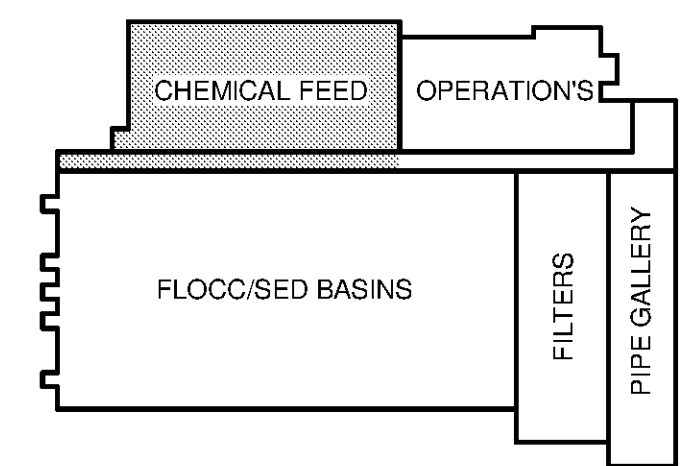 CHEMICAL FEED
OPERATION'S
FLOCC/SED BASINS
FILTERS
PIPE GALLERY